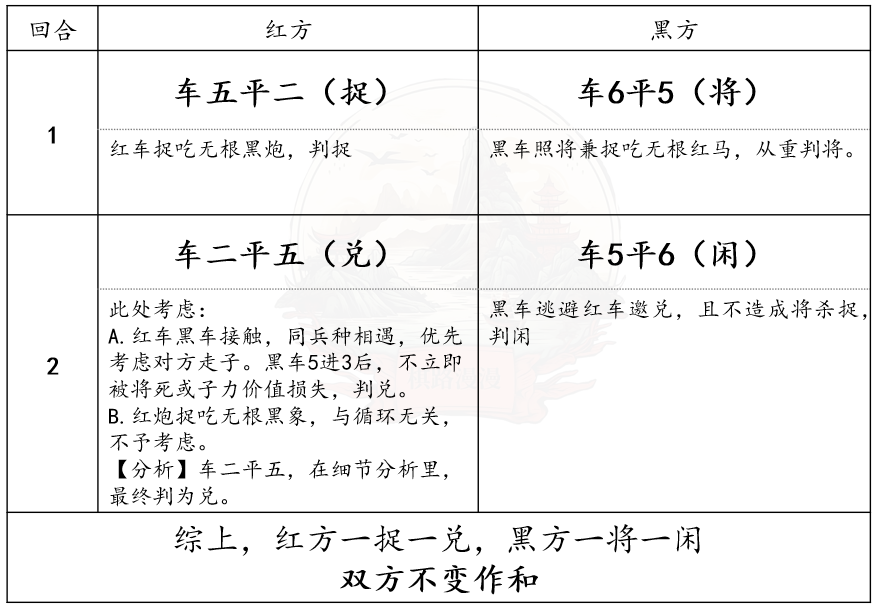 回合
红方
黑方
1
车五平二（捉）
车6平5（将）
红车捉吃无根黑炮，判捉
黑车照将兼捉吃无根红马，从重判将。
2
车二平五（兑）
车5平6（闲）
此处考虑：
A. 红车黑车接触，同兵种相遇，优先
考虑对方走子。黑车5进3后，不立即
被将死或子力价值损失，判兑。
B. 红炮捉吃无根黑象，与循环无关，
不予考虑。
【分析】车二平五，在细节分析里，
最终判为兑。
黑车逃避红车邀兑，且不造成将杀捉，
判闲
综上，红方一捉一兑，黑方一将一闲
双方不变作和